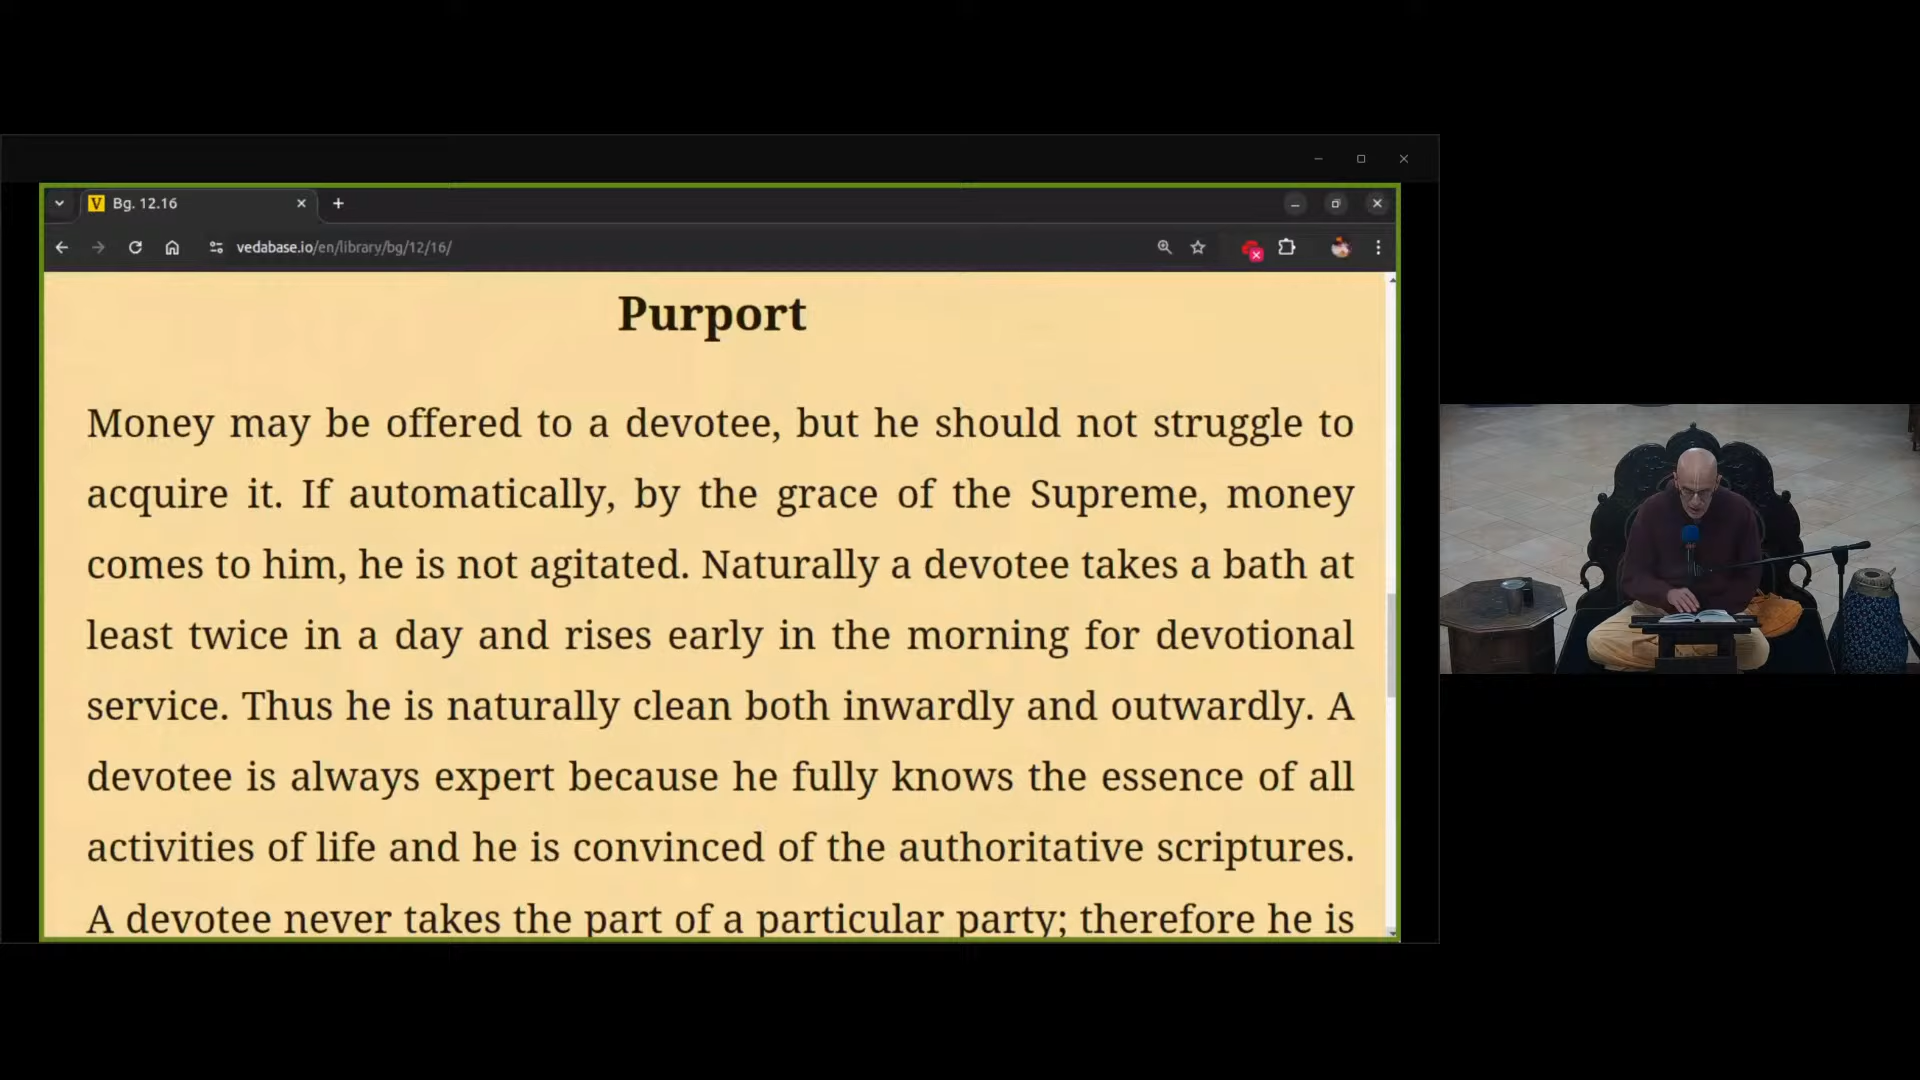 V Bg. 12.16
vedabase.io/en/library/bg/12/16/
Purport
Money may be offered to a devotee, but he should not struggle to
acquire it. If automatically, by the grace of the Supreme, money
comes to him, he is not agitated. Naturally a devotee takes a bath at
least twice in a day and rises early in the morning for devotional
service. Thus he is naturally clean both inwardly and outwardly. A
devotee is always expert because he fully knows the essence of all
activities of life and he is convinced of the authoritative scriptures.
A devotee never takes the part of a particular party; therefore he is